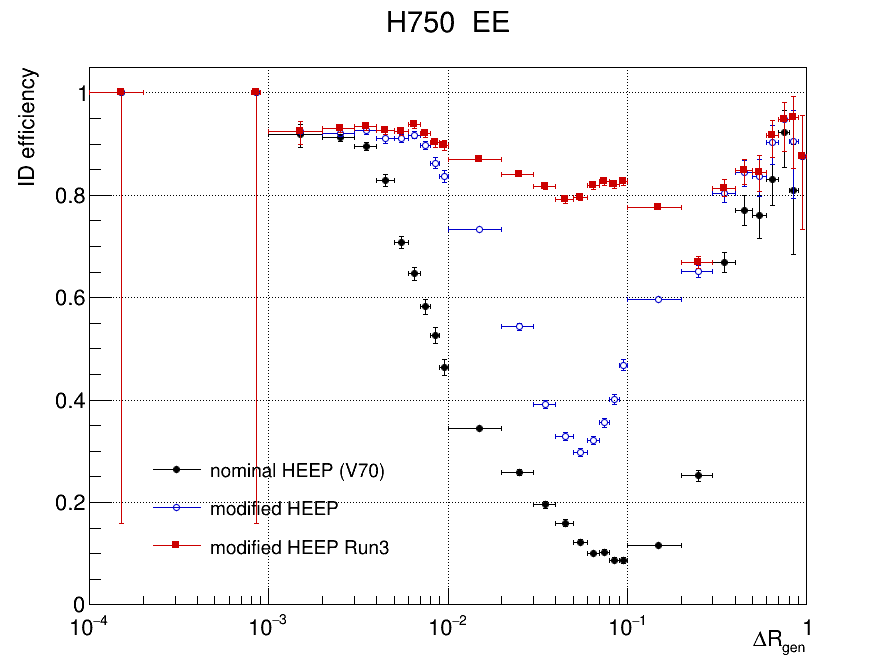 H750 EE
ID efficiency
1
0.8
0.6
0.4
0.2
0
nominal HEEP (V70)
modified HEEP
modified HEEP Run3
10⁻⁴
10⁻³
10⁻²
10⁻¹
1
ΔR_gen